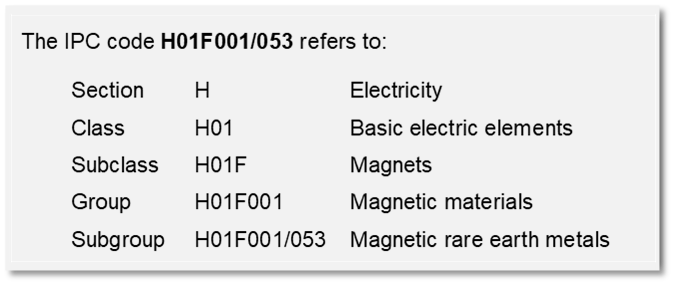 The IPC code H01F001/053 refers to:
Section H Electricity
Class H01 Basic electric elements
Subclass H01F Magnets
Group H01F001 Magnetic materials
Subgroup H01F001/053 Magnetic rare earth metals